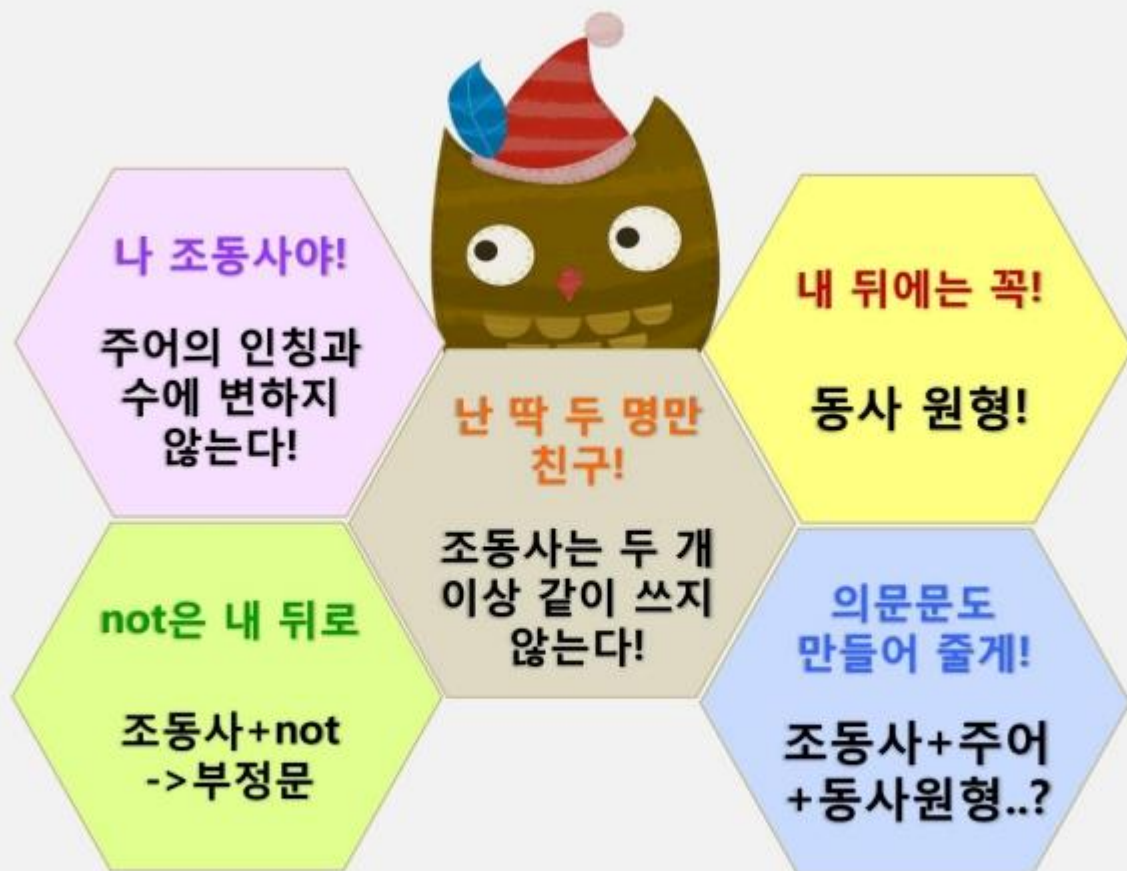 나 조동사야!
주어의 인칭과
수에 변하지
않는다!
난 딱 두 명만
친구!
조동사는 두 개
이상 같이 쓰지
않는다!
내 뒤에는 꼭!
동사 원형!
not은 내 뒤로
조동사+not
->부정문
의문문도
만들어 줄게!
조동사+주어
+동사원형..?